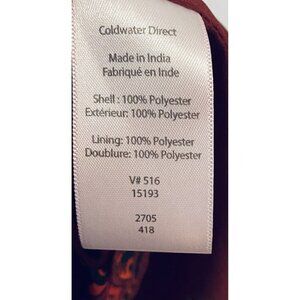 Coldwater Direct
Made in India
Fabriqué en Inde
Shell : 100% Polyester
Extérieur: 100% Polyester
Lining: 100% Polyester
Doublure: 100% Polyester
V# 516
15193
2705
418